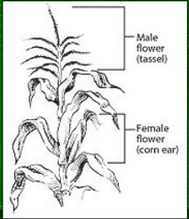 Male
flower
(tassel)
Female
flower
(corn ear)